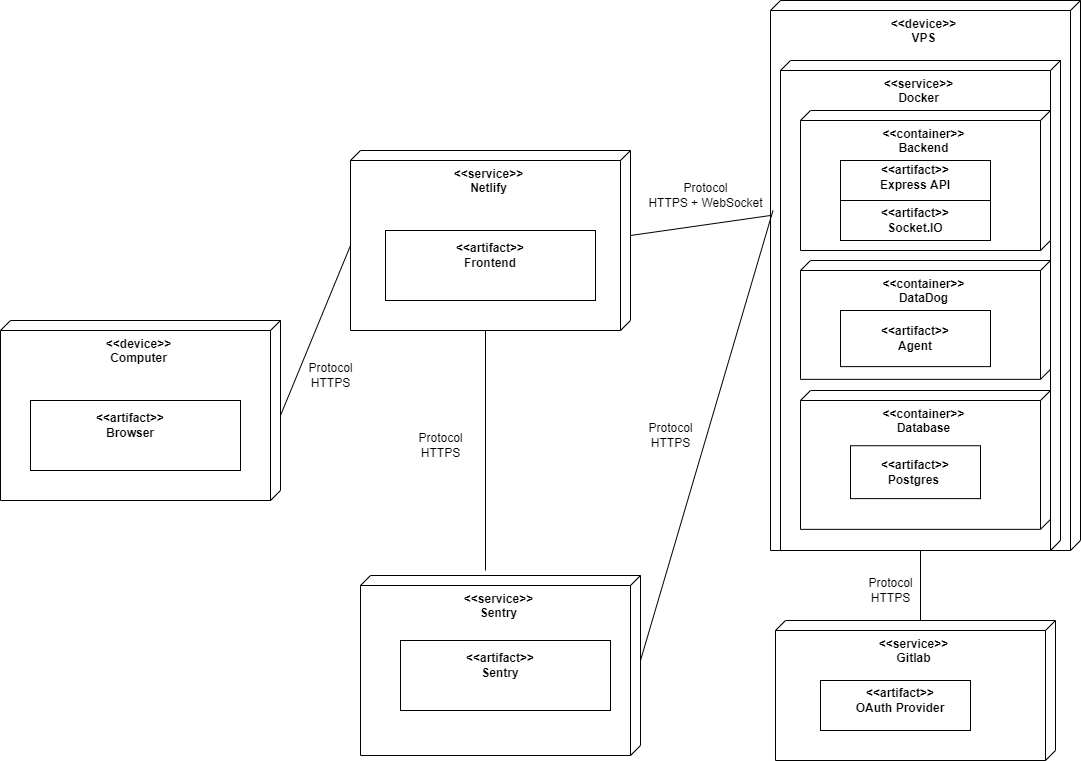 <<device>>
VPS
<<service>>
Docker
<<container>>
Backend
<<artifact>>
Express API
<<artifact>>
Socket.IO
<<container>>
DataDog
<<artifact>>
Agent
<<container>>
Database
<<artifact>>
Postgres
<<service>>
Netlify
<<artifact>>
Frontend
Protocol
HTTPS + WebSocket
<<device>>
Computer
<<artifact>>
Browser
Protocol
HTTPS
Protocol
HTTPS
Protocol
HTTPS
<<service>>
Sentry
<<artifact>>
Sentry
Protocol
HTTPS
<<service>>
Gitlab
<<artifact>>
OAuth Provider